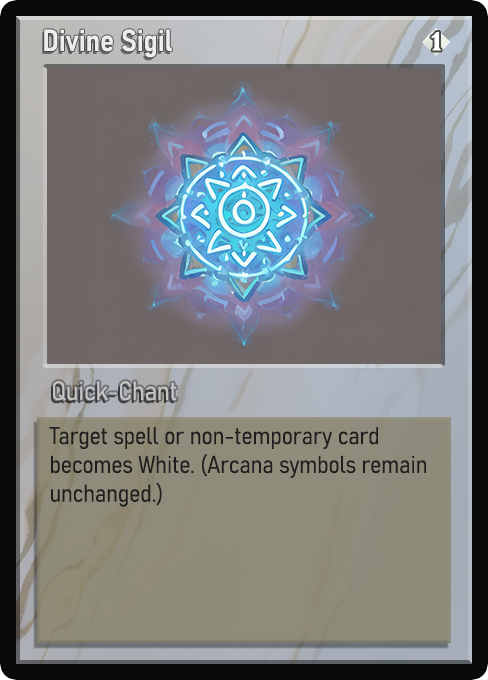 Divine Sigil
1
Quick-Chant
Target spell or non-temporary card
becomes White. (Arcana symbols remain
unchanged.)